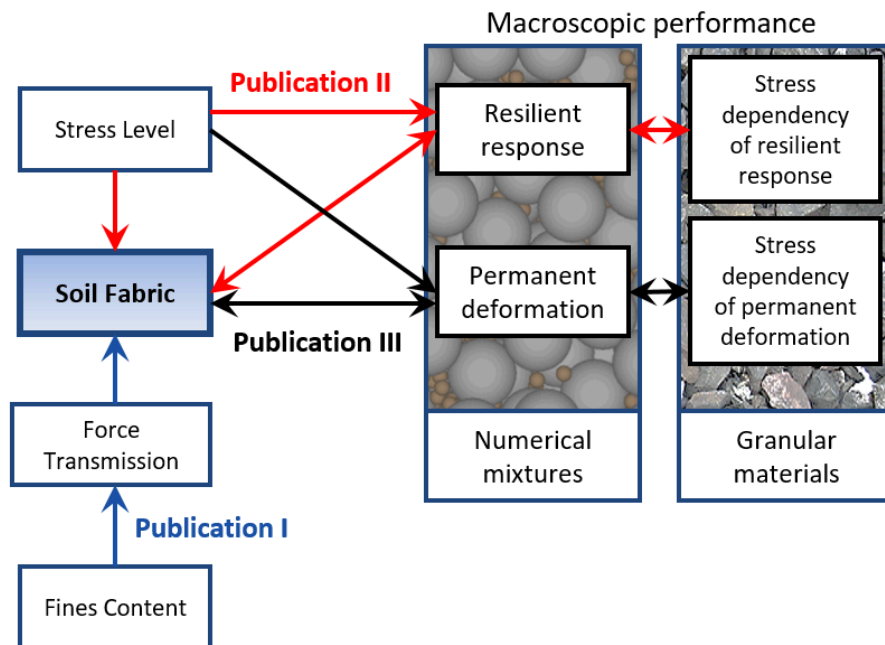 Macroscopic performance
Publication II
Stress Level
Resilient
response
Stress
dependency
of resilient
response
Soil Fabric
Permanent
deformation
Stress
dependency
of permanent
deformation
Publication III
Force
Transmission
Numerical
mixtures
Granular
materials
Publication I
Fines Content